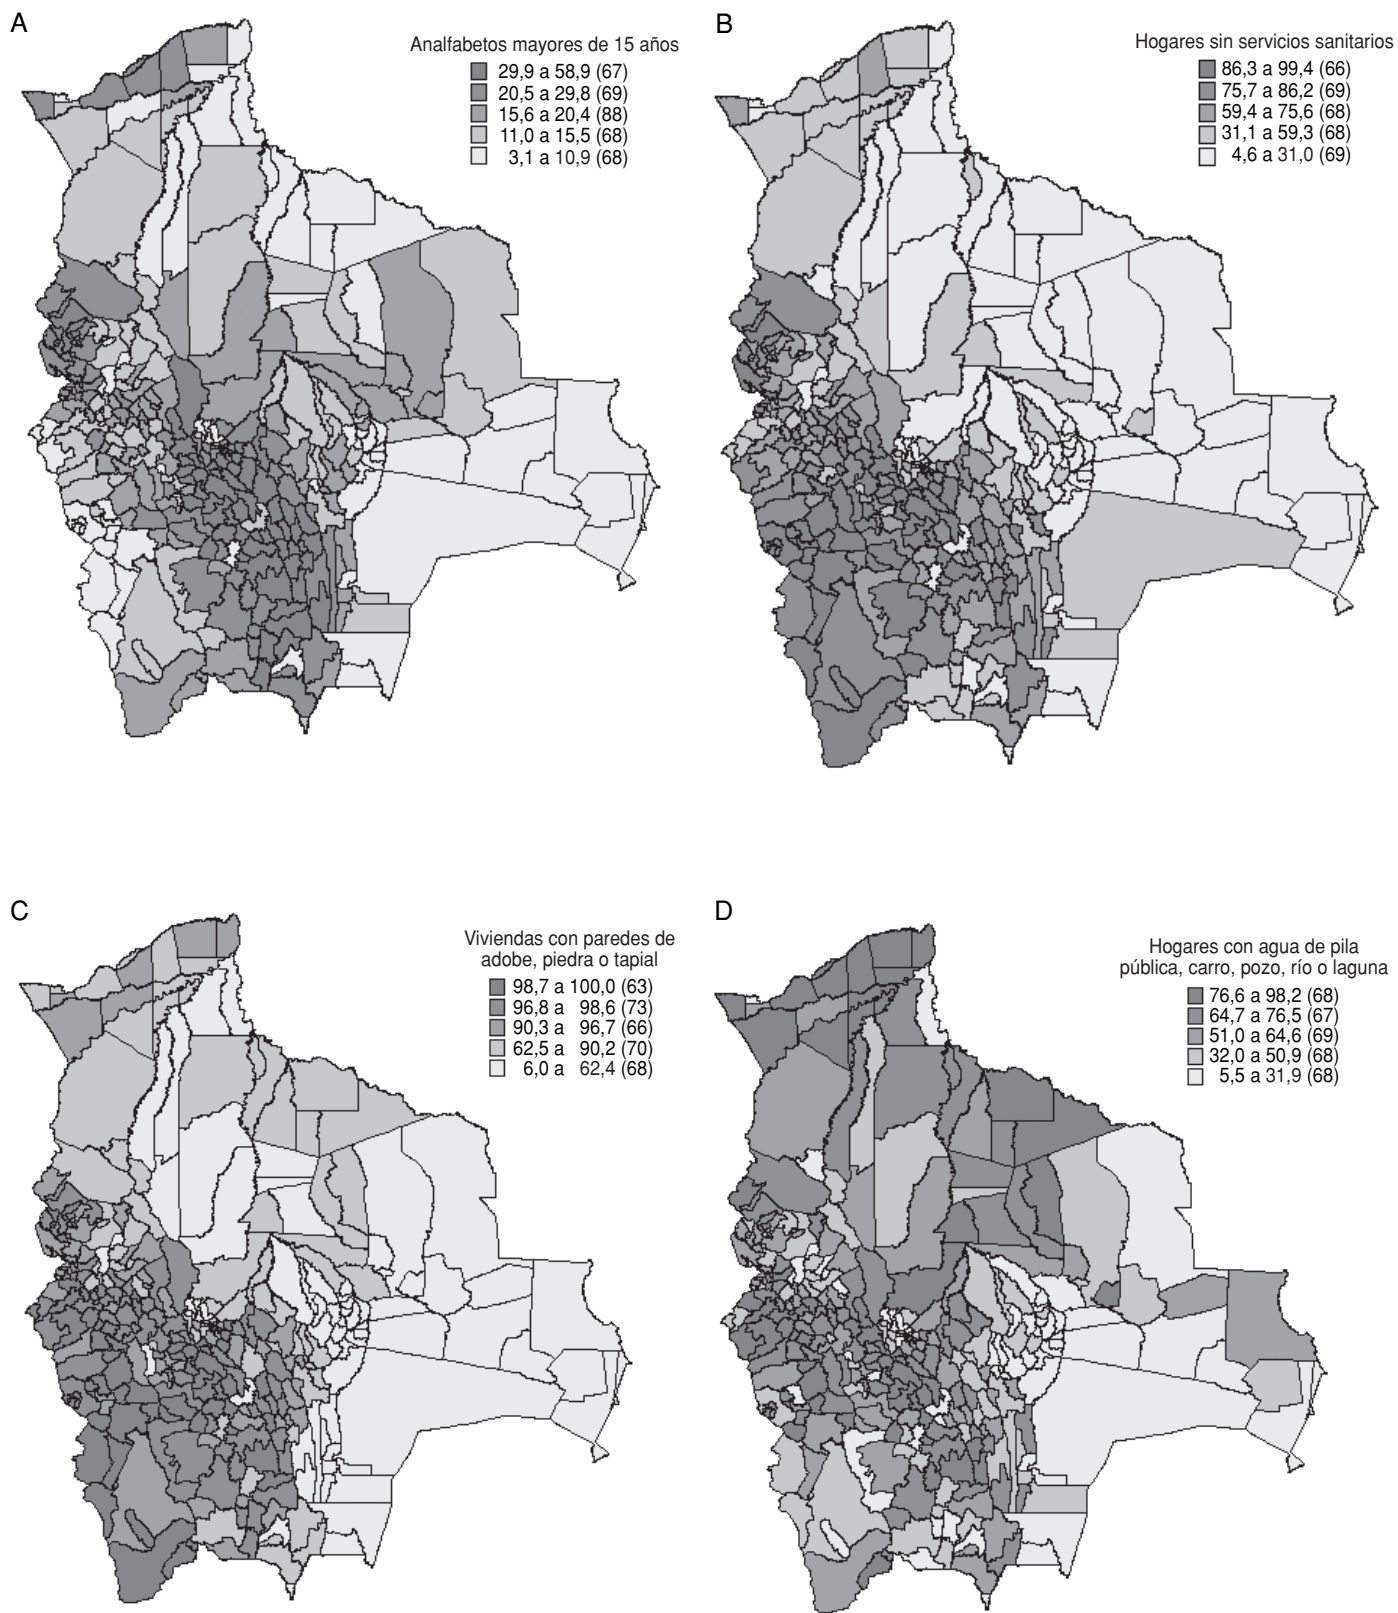 A
Analfabetos mayores de 15 años
29,9 a 58,9 (67)
20,5 a 29,8 (69)
15,6 a 20,4 (88)
11,0 a 15,5 (68)
3,1 a 10,9 (68)
B
Hogares sin servicios sanitarios
86,3 a 99,4 (66)
75,7 a 86,2 (69)
59,4 a 75,6 (68)
31,1 a 59,3 (68)
4,6 a 31,0 (69)
C
Viviendas con paredes de
adobe, piedra o tapial
98,7 a 100,0 (63)
96,8 a 98,6 (73)
90,3 a 96,7 (66)
62,5 a 90,2 (70)
6,0 a 62,4 (68)
D
Hogares con agua de pila
pública, carro, pozo, río o laguna
76,6 a 98,2 (68)
64,7 a 76,5 (67)
51,0 a 64,6 (69)
32,0 a 50,9 (68)
5,5 a 31,9 (68)